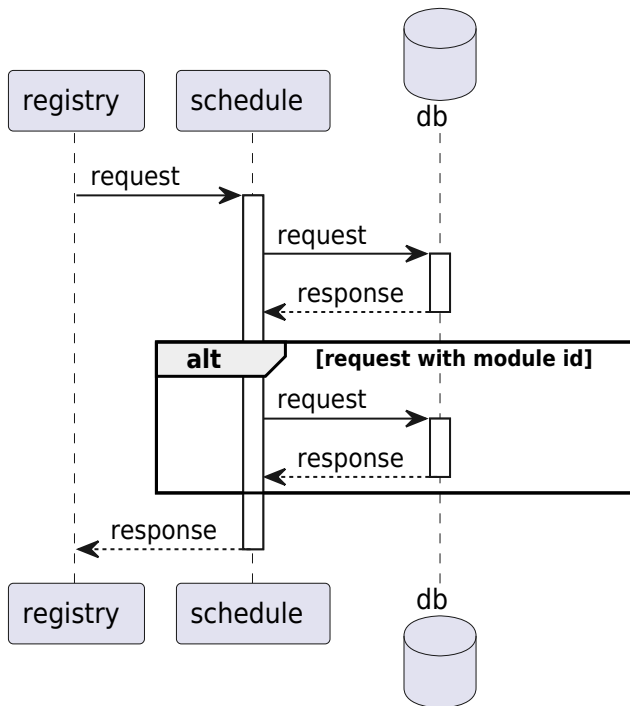 registry
schedule
db
request
request
response
alt
[request with module id]
request
response
response
registry
schedule
db